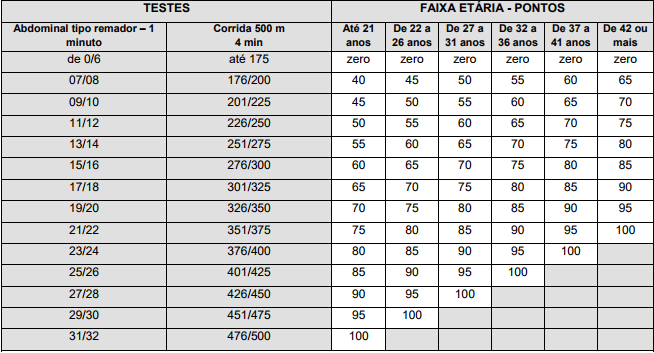 TESTES FAIXA ETÁRIA - PONTOS
Abdominal tipo remador – 1 minuto Corrida 500 m 4 min Até 21 anos De 22 a 26 anos De 27 a 31 anos De 32 a 36 anos De 37 a 41 anos De 42 ou mais
de 0/6 até 175 zero zero zero zero zero zero
07/08 176/200 40 45 50 55 60 65
09/10 201/225 45 50 55 60 65 70
11/12 226/250 50 55 60 65 70 75
13/14 251/275 55 60 65 70 75 80
15/16 276/300 60 65 70 75 80 85
17/18 301/325 65 70 75 80 85 90
19/20 326/350 70 75 80 85 90 95
21/22 351/375 75 80 85 90 95 100
23/24 376/400 80 85 90 95 100
25/26 401/425 85 90 95 100
27/28 426/450 90 95 100
29/30 451/475 95 100
31/32 476/500 100